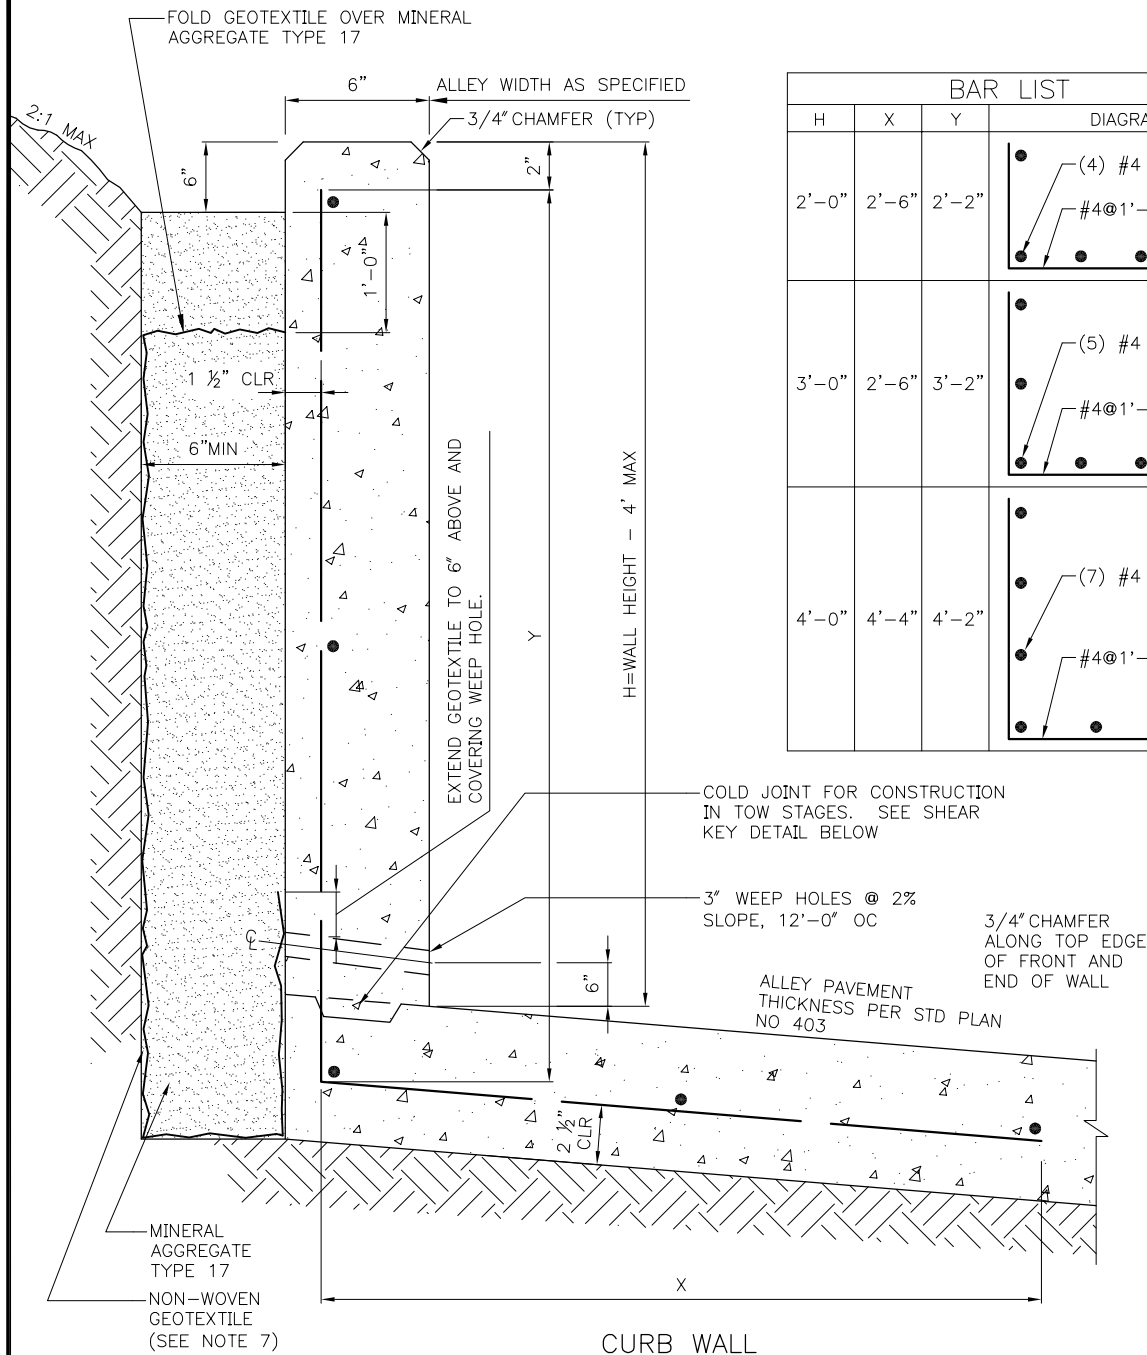 FOLD GEOTEXTILE OVER MINERAL
AGGREGATE TYPE 17
6"
ALLEY WIDTH AS SPECIFIED
3/4" CHAMFER (TYP)
2:1 MAX
6"
2"
1'-0"
1 ½" CLR
6"MIN
EXTEND GEOTEXTILE TO 6" ABOVE AND
COVERING WEEP HOLE.
Y
H=WALL HEIGHT - 4' MAX
BAR LIST
H X Y DIAGRA
2'-0" 2'-6" 2'-2" (4) #4
#4@1'-
3'-0" 2'-6" 3'-2" (5) #4
#4@1'-
4'-0" 4'-4" 4'-2" (7) #4
#4@1'-
COLD JOINT FOR CONSTRUCTION
IN TOW STAGES. SEE SHEAR
KEY DETAIL BELOW
3" WEEP HOLES @ 2%
SLOPE, 12'-0" OC
3/4" CHAMFER
ALONG TOP EDGE
OF FRONT AND
END OF WALL
℄
6"
ALLEY PAVEMENT
THICKNESS PER STD PLAN
NO 403
2 ½"
CLR
MINERAL
AGGREGATE
TYPE 17
NON-WOVEN
GEOTEXTILE
(SEE NOTE 7)
X
CURB WALL